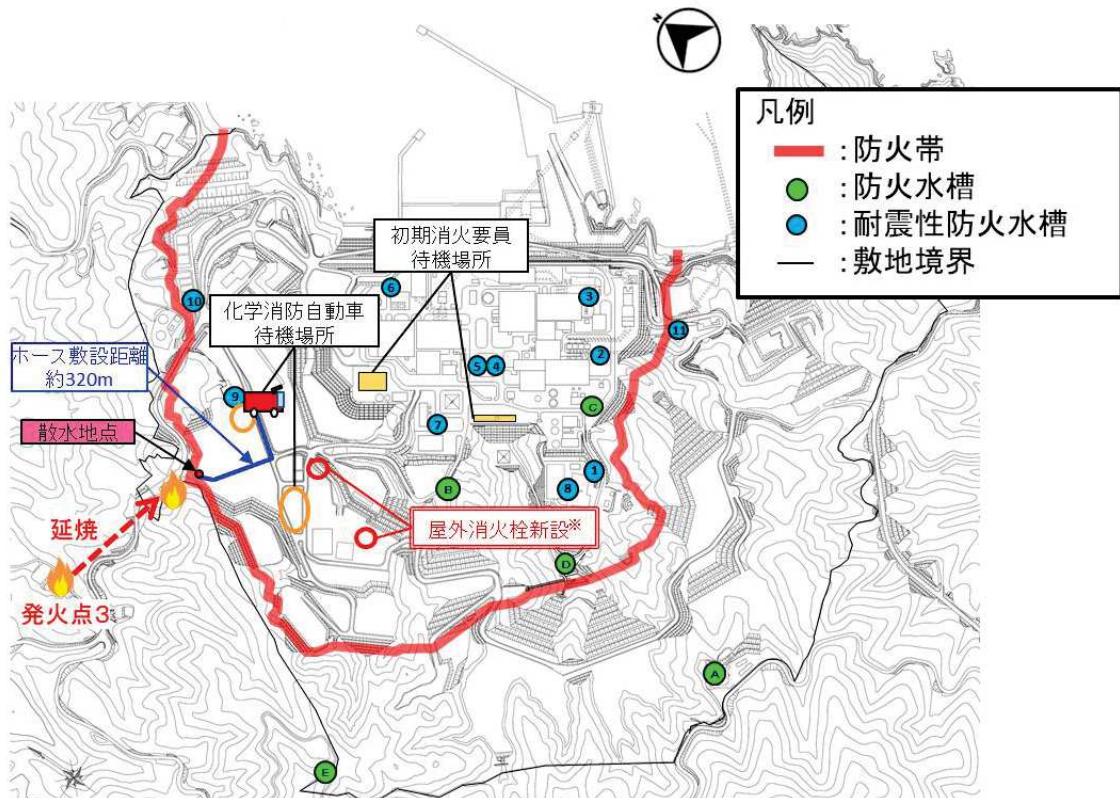 N
凡例
:防火帯
:防火水槽
:耐震性防火水槽
:敷地境界
初期消火要員
待機場所
化学消防自動車
待機場所
ホース敷設距離
約320m
散水地点
延焼
発火点3
屋外消火栓新設※
6
3
10
11
2
5
4
9
C
7
1
B
8
D
A
E